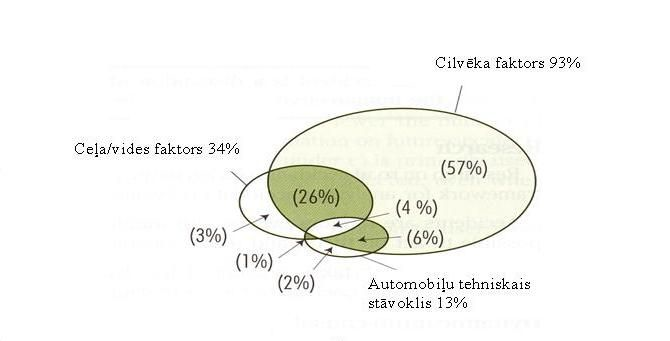 Cilvēka faktors 93%
Ceļa/vides faktors 34%
(57%)
(26%)
(4 %)
(3%)
(6%)
(1%)
(2%)
Automobiļu tehniskais
stāvoklis 13%